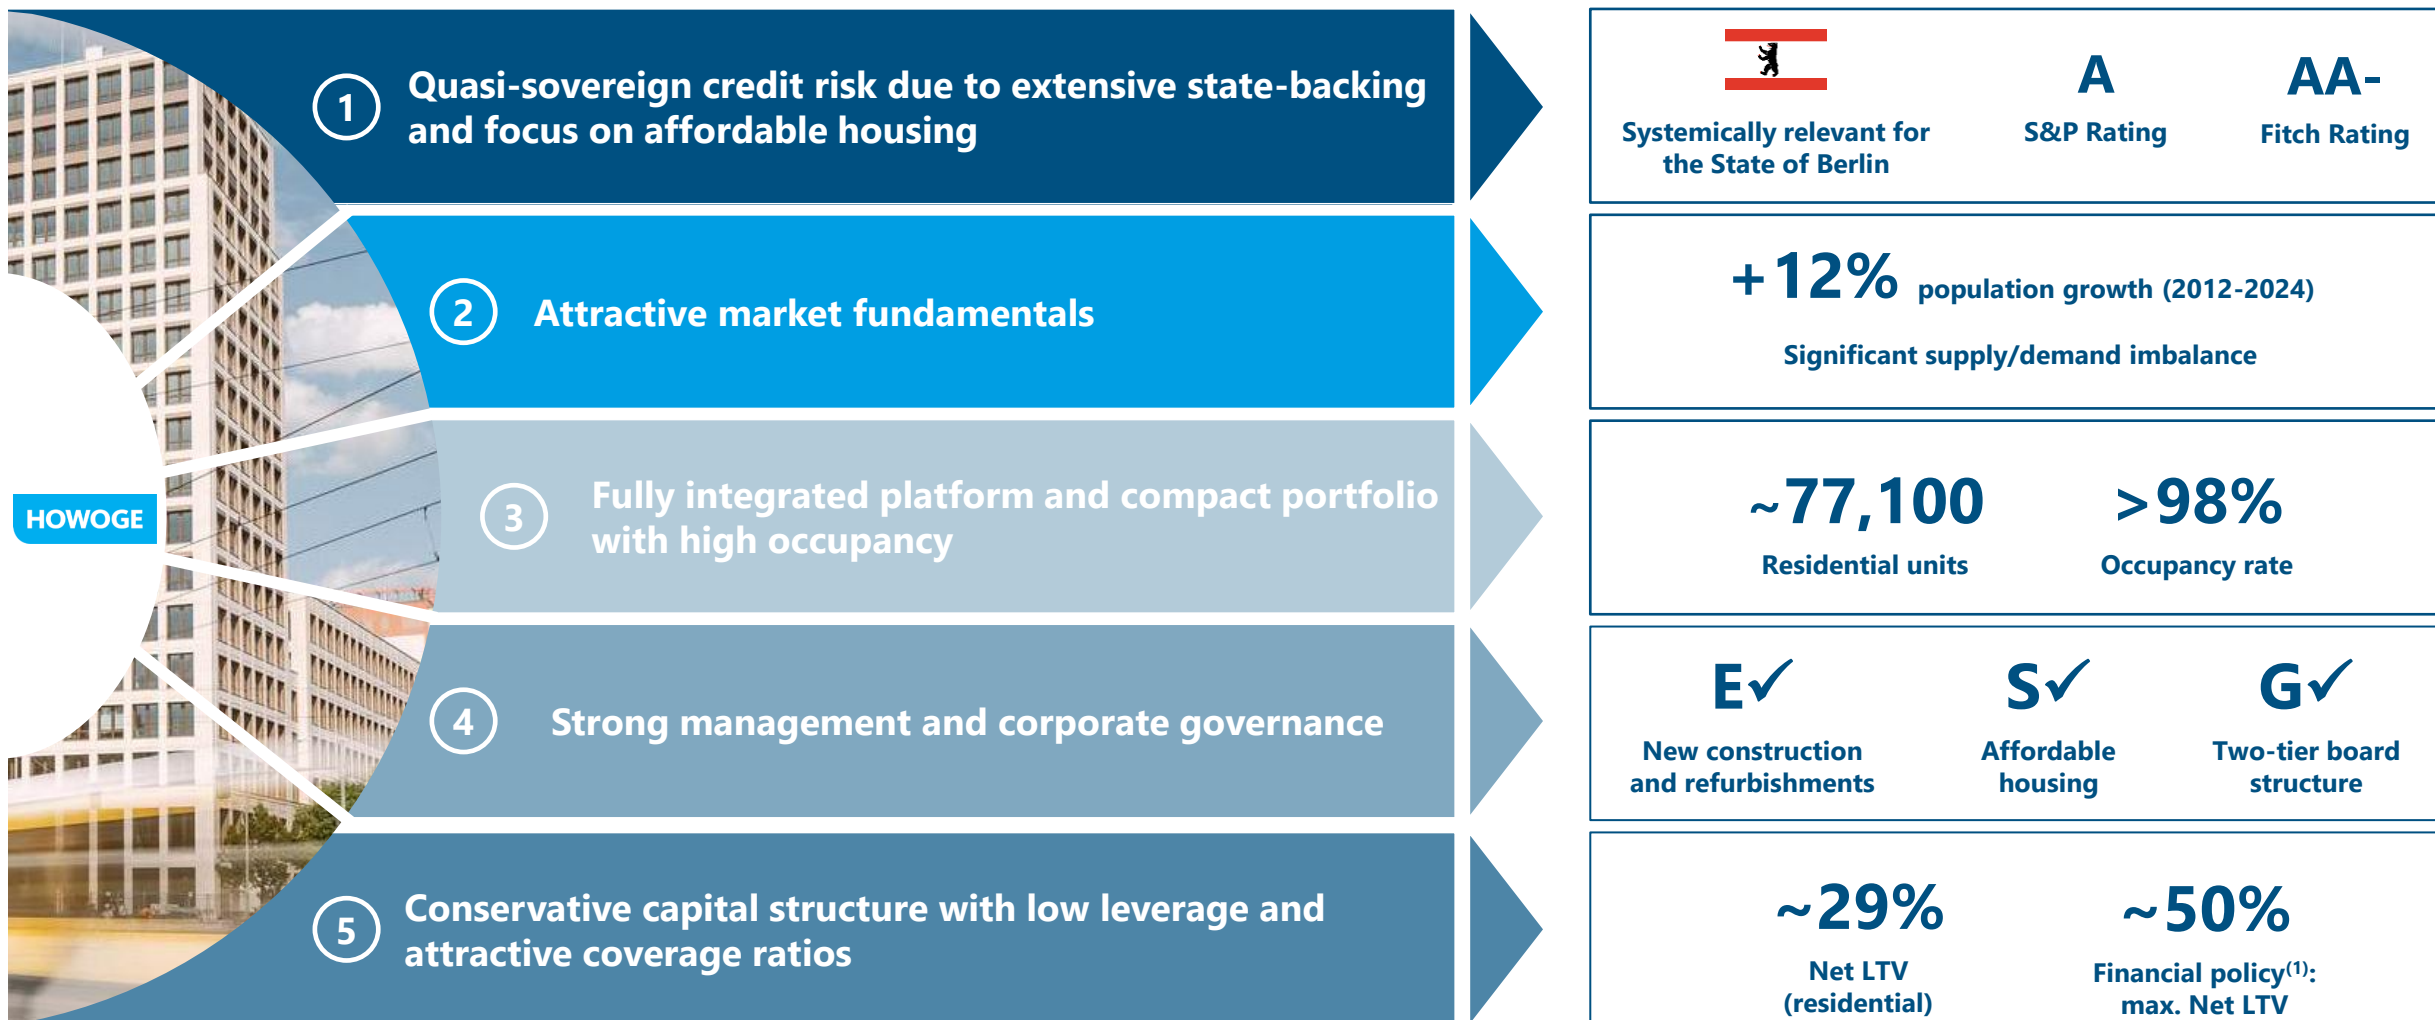 HOWOGE
1
Quasi-sovereign credit risk due to extensive state-backing
and focus on affordable housing
Systemically relevant for
the State of Berlin
A
S&P Rating
AA-
Fitch Rating
2
Attractive market fundamentals
+12% population growth (2012-2024)
Significant supply/demand imbalance
3
Fully integrated platform and compact portfolio
with high occupancy
~77,100
Residential units
>98%
Occupancy rate
4
Strong management and corporate governance
E✓
New construction
and refurbishments
S✓
Affordable
housing
G✓
Two-tier board
structure
5
Conservative capital structure with low leverage and
attractive coverage ratios
~29%
Net LTV
(residential)
~50%
Financial policy(1):
max. Net LTV